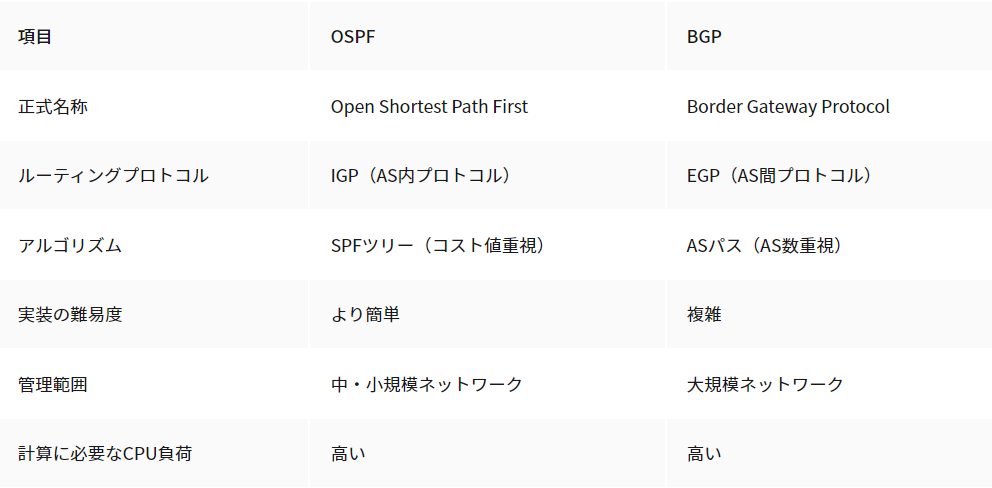 項目 OSPF BGP
正式名称 Open Shortest Path First Border Gateway Protocol
ルーティングプロトコル IGP（AS内プロトコル） EGP（AS間プロトコル）
アルゴリズム SPFツリー（コスト値重視） ASパス（AS数重視）
実装の難易度 より簡単 複雑
管理範囲 中・小規模ネットワーク 大規模ネットワーク
計算に必要なCPU負荷 高い 高い